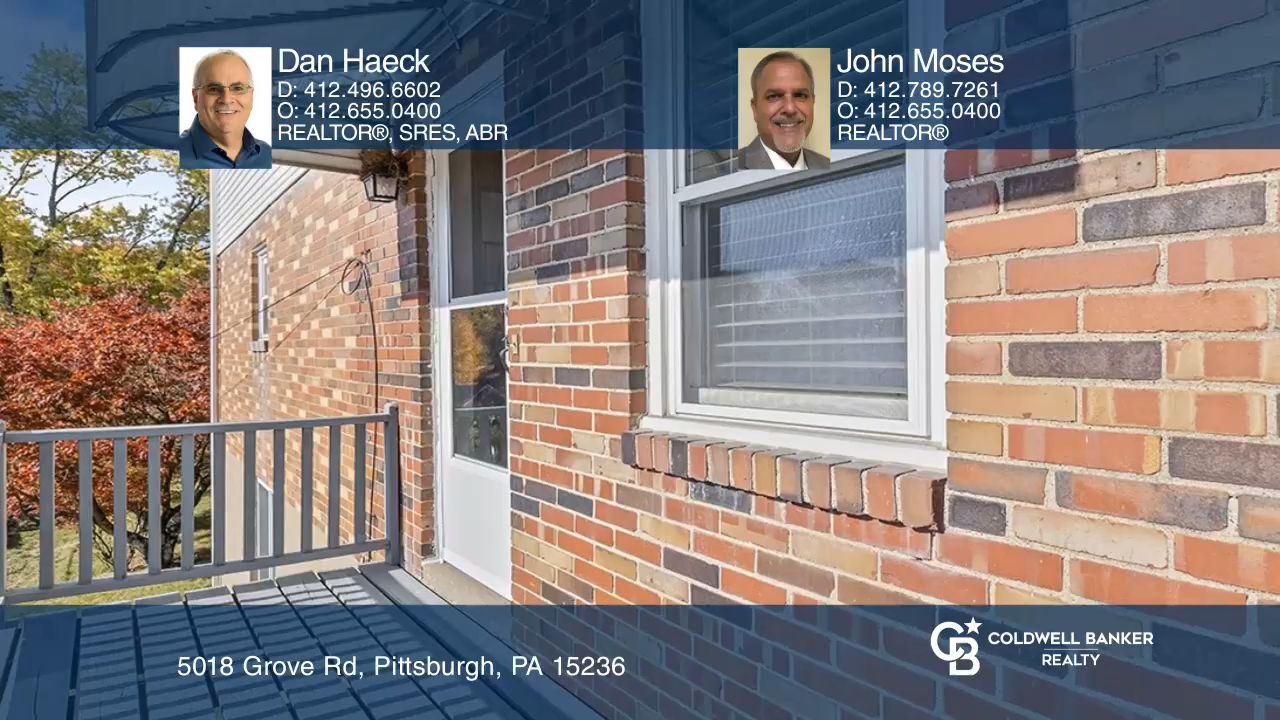 Dan Haeck
D: 412.496.6602
O: 412.655.0400
REALTOR®, SRES, ABR
John Moses
D: 412.789.7261
O: 412.655.0400
REALTOR®
5018 Grove Rd, Pittsburgh, PA 15236
CB
COLDWELL BANKER
REALTY